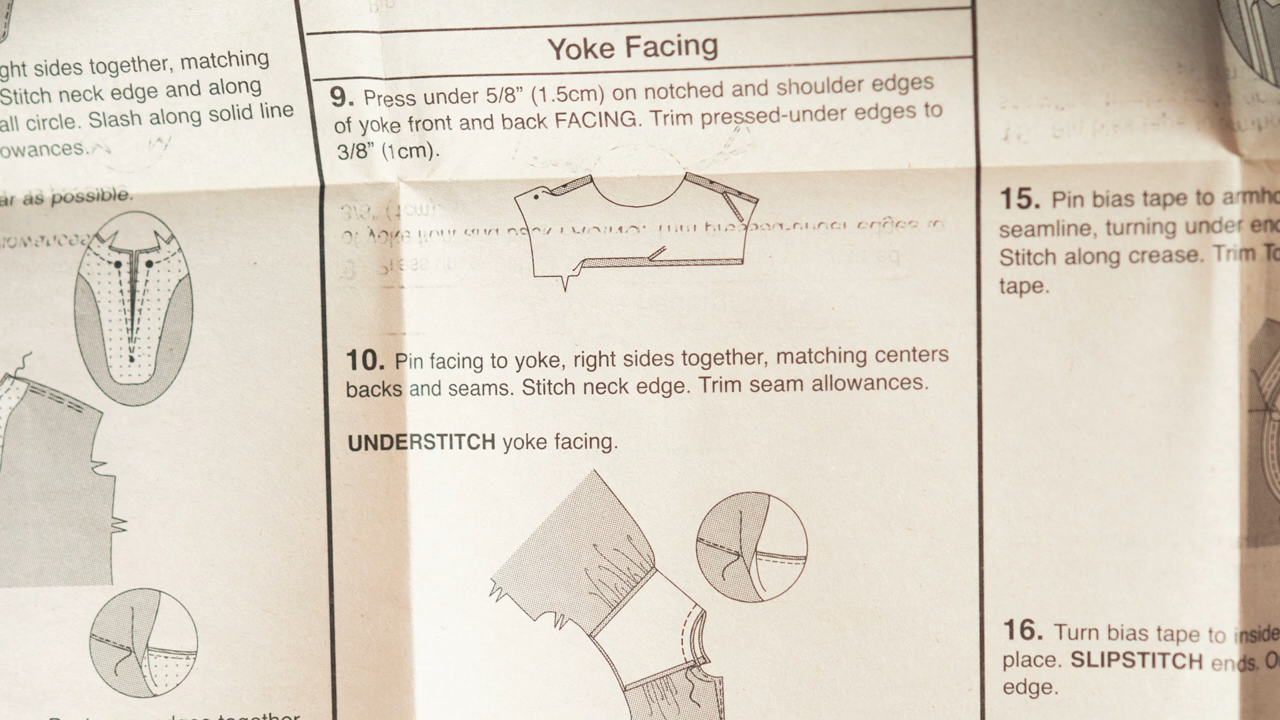 ght sides together, matching
Stitch neck edge and along
all circle. Slash along solid line
owances.
ar as possible.
Yoke Facing
9. Press under 5/8” (1.5cm) on notched and shoulder edges
of yoke front and back FACING. Trim pressed-under edges to
3/8” (1cm).
10. Pin facing to yoke, right sides together, matching centers
backs and seams. Stitch neck edge. Trim seam allowances.
UNDERSTITCH yoke facing.
15. Pin bias tape to armho
seamline, turning under end
Stitch along crease. Trim To
tape.
16. Turn bias tape to inside
place. SLIPSTITCH ends. O
edge.